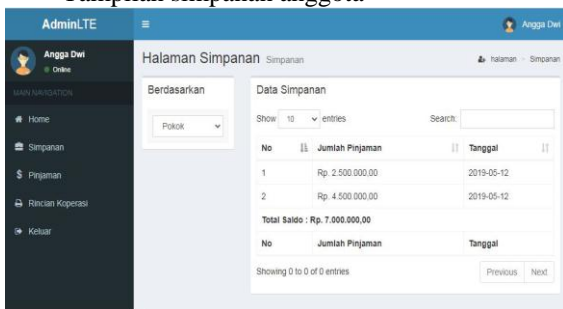 Tampilan simpanan anggota
AdminLTE
Angga Dwi
Angga Dwi
Online
MAIN NAVIGATION
Home
Simpanan
Pinjaman
Rincian Koperasi
Keluar
Halaman Simpanan Simpanan
halaman > Simpanan
Berdasarkan
Pokok
Data Simpanan
Show 10 entries Search:
No Jumlah Pinjaman Tanggal
1 Rp. 2.500.000,00 2019-05-12
2 Rp. 4.500.000,00 2019-05-12
Total Saldo : Rp. 7.000.000,00
No Jumlah Pinjaman Tanggal
Showing 0 to 0 of 0 entries Previous Next